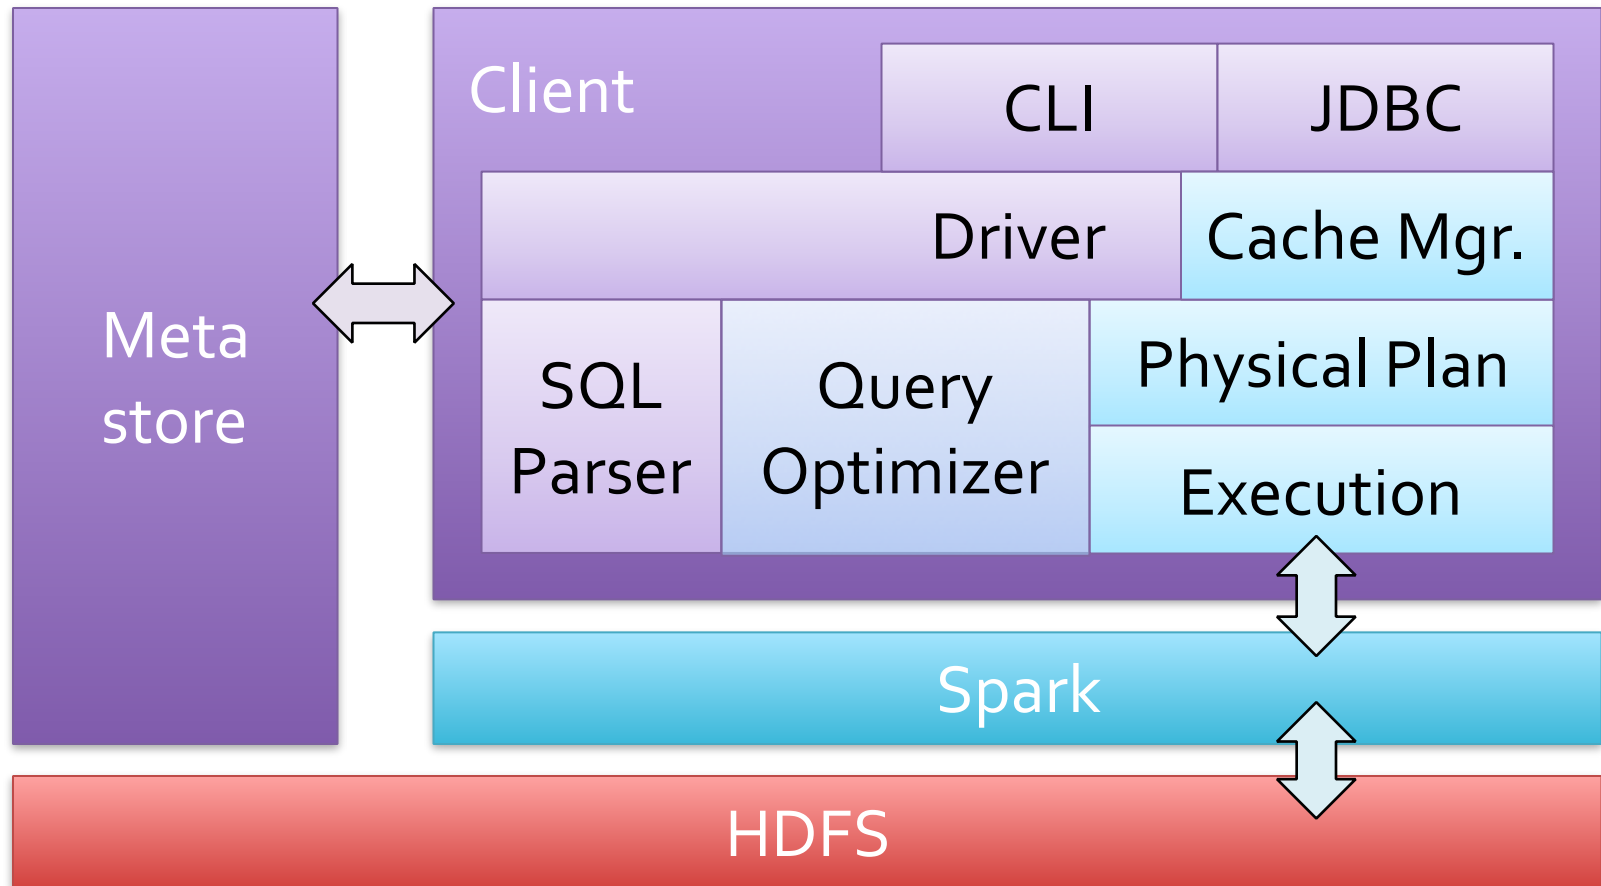 Client
CLI
JDBC
Driver
Cache Mgr.
Meta
store
SQL
Parser
Query
Optimizer
Physical Plan
Execution
Spark
HDFS